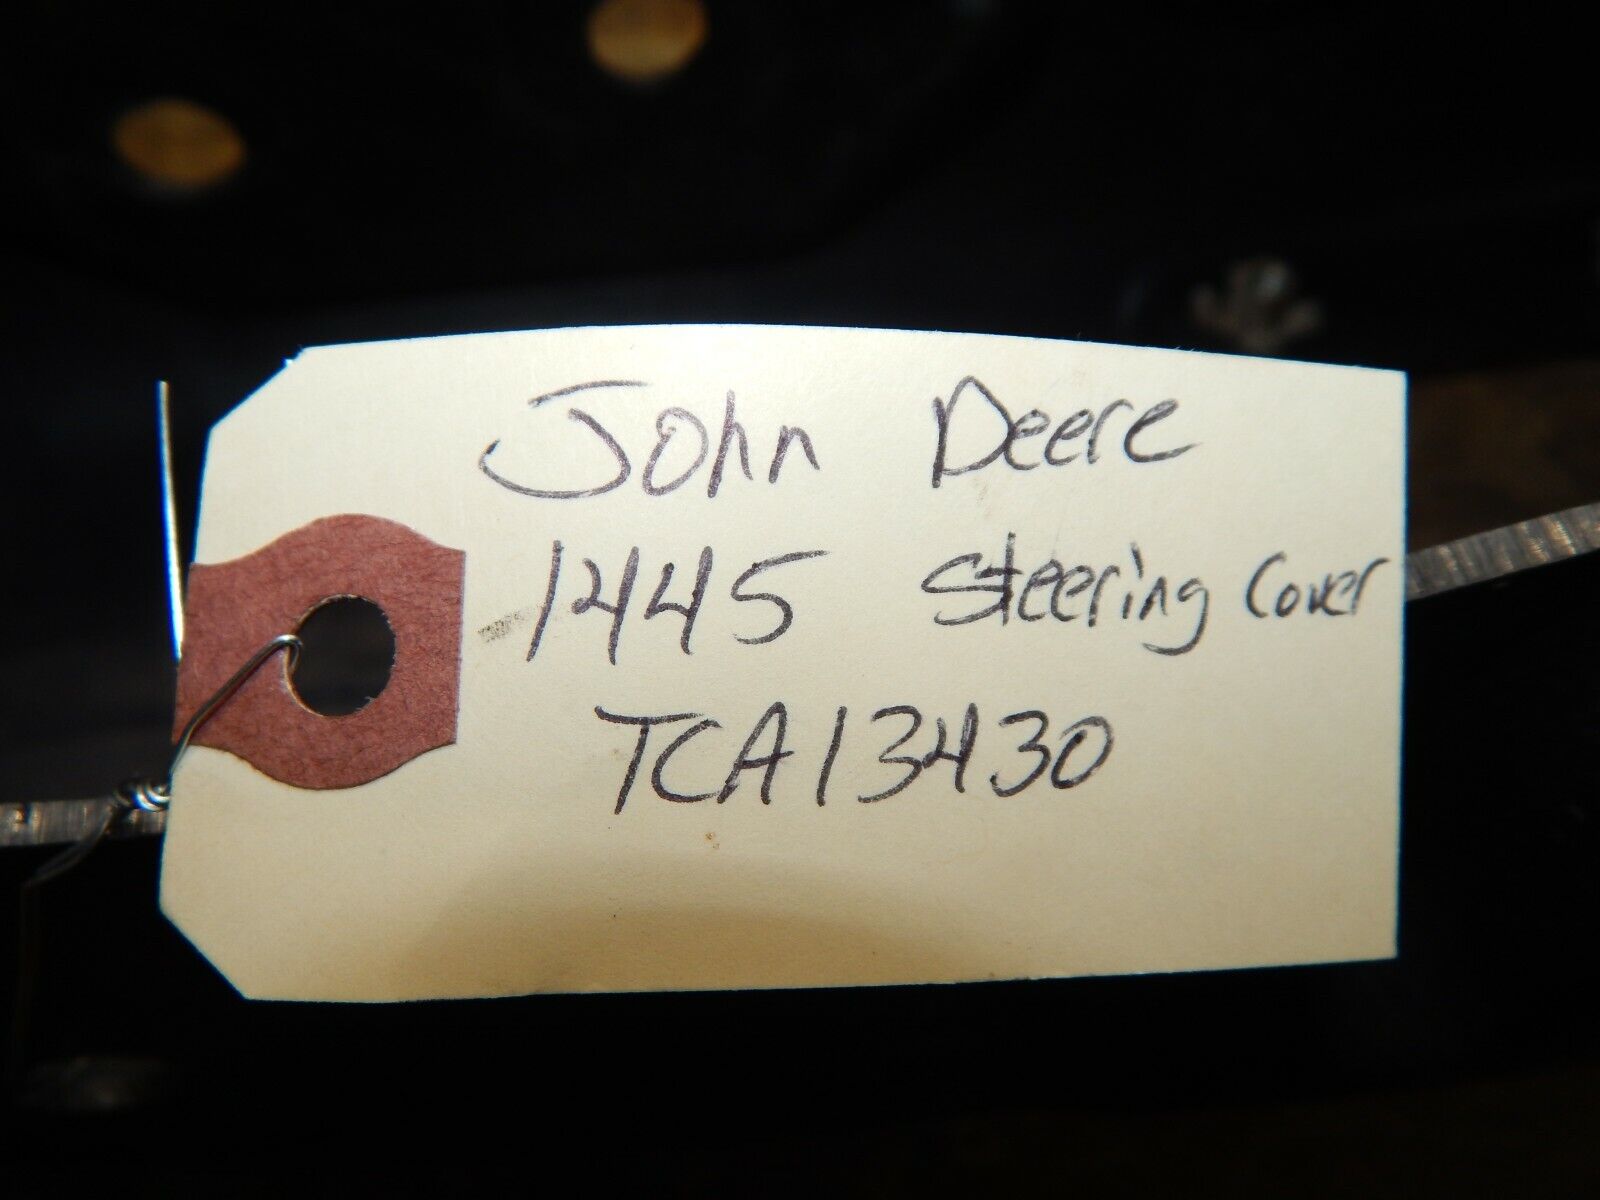 John Deere
1445 Steering Cover
TCA13430